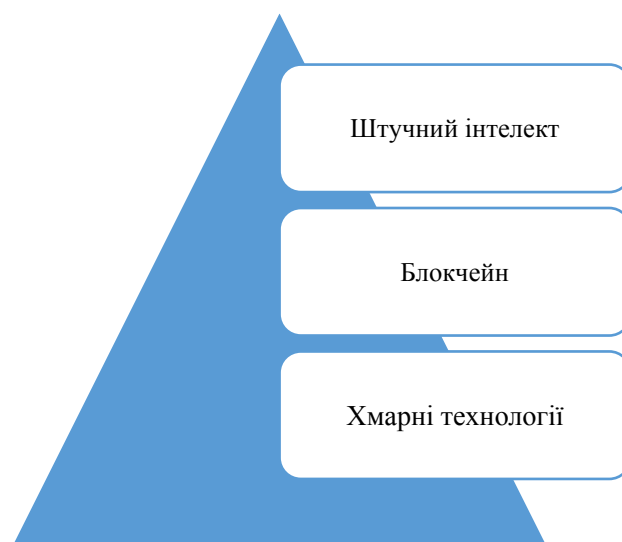 Штучний інтелект
Блокчейн
Хмарні технології